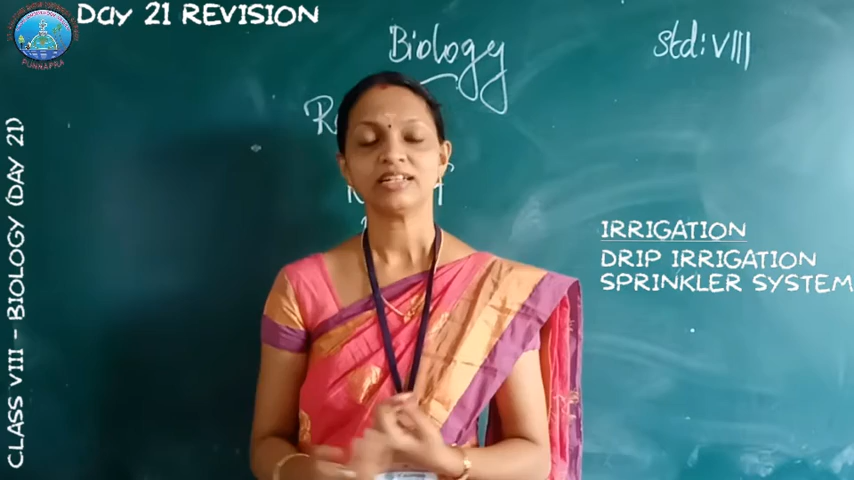 Day 21 REVISION
Biology
std: VIII
PUNNAPRA
CLASS VIII - BIOLOGY (DAY 21)
IRRIGATION
DRIP IRRIGATION
SPRINKLER SYSTEM